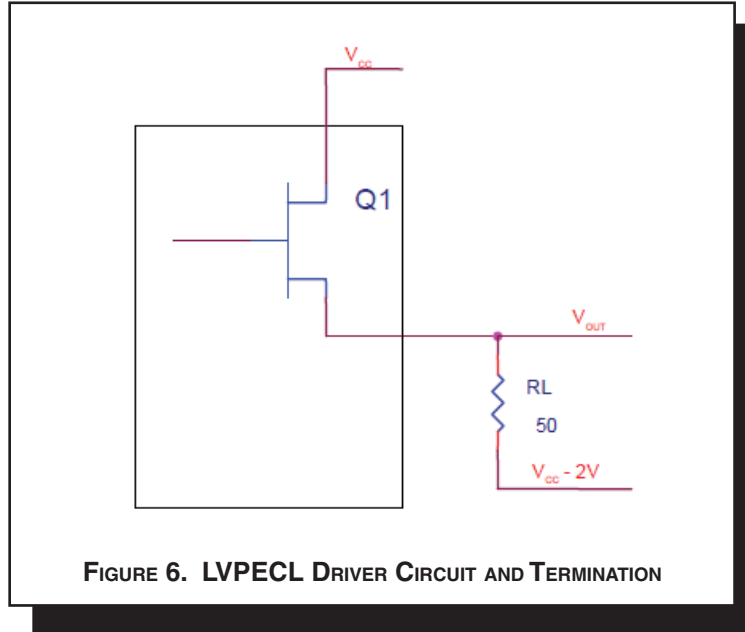 VCC
Q1
VOUT
RL
50
VCC - 2V
FIGURE 6. LVPECL DRIVER CIRCUIT AND TERMINATION